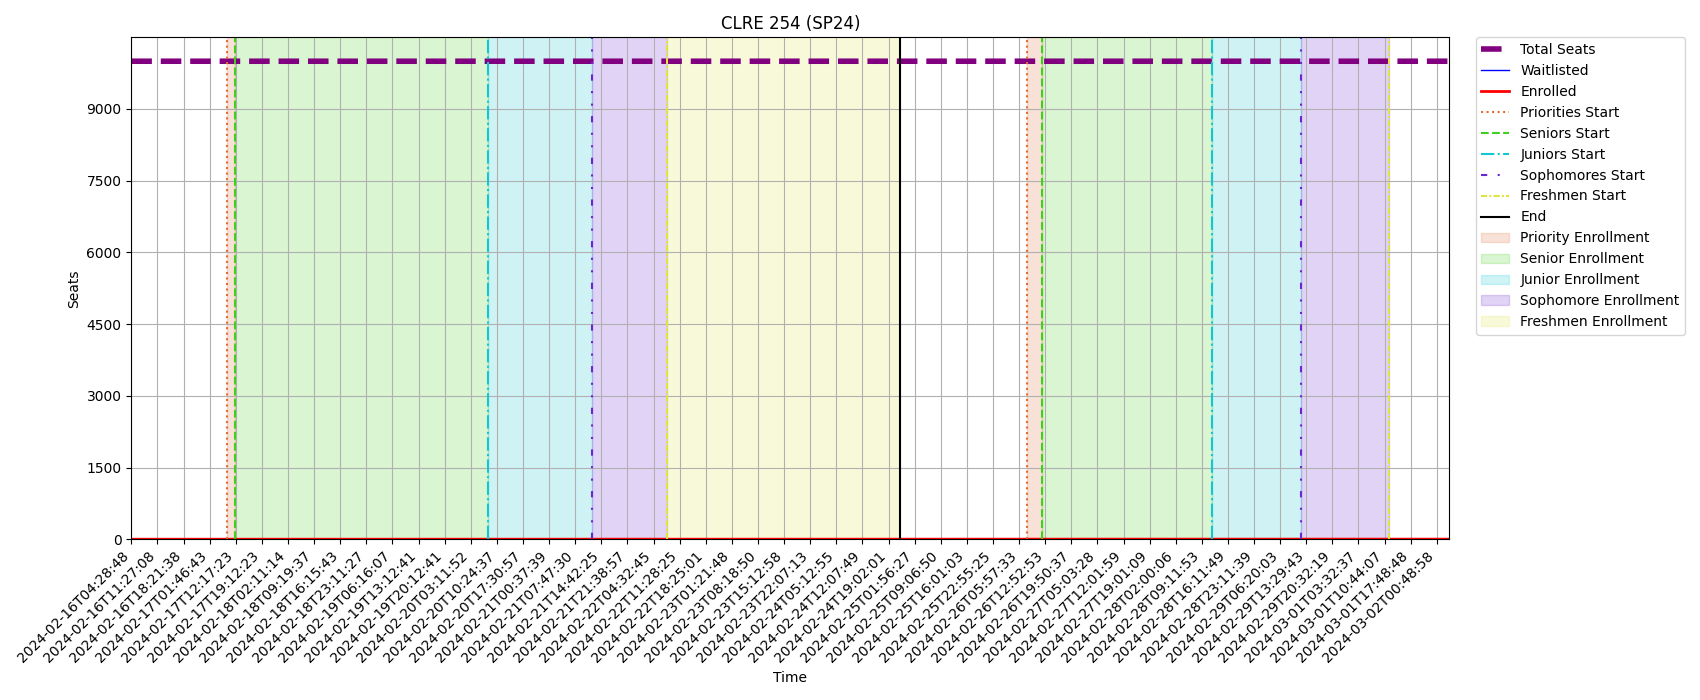 CLRE 254 (SP24)
Seats
9000
7500
6000
4500
3000
1500
0
2024-02-16T04:28:48
2024-02-16T11:27:08
2024-02-16T18:21:38
2024-02-17T01:46:43
2024-02-17T12:17:23
2024-02-17T19:12:23
2024-02-18T02:11:14
2024-02-18T09:19:37
2024-02-18T16:15:43
2024-02-18T23:11:27
2024-02-19T06:16:07
2024-02-19T13:12:41
2024-02-19T20:12:41
2024-02-20T03:11:52
2024-02-20T10:24:37
2024-02-20T17:30:57
2024-02-21T00:37:39
2024-02-21T07:47:30
2024-02-21T14:42:25
2024-02-21T21:38:57
2024-02-22T04:32:45
2024-02-22T11:28:25
2024-02-22T18:25:01
2024-02-23T01:21:48
2024-02-23T08:18:50
2024-02-23T15:12:58
2024-02-23T22:07:13
2024-02-24T05:12:55
2024-02-24T12:07:49
2024-02-24T19:02:01
2024-02-25T01:56:27
2024-02-25T09:06:50
2024-02-25T16:01:03
2024-02-25T22:55:25
2024-02-26T05:57:33
2024-02-26T12:52:53
2024-02-26T19:50:37
2024-02-27T05:03:28
2024-02-27T12:01:59
2024-02-27T19:01:09
2024-02-28T02:00:06
2024-02-28T09:11:53
2024-02-28T16:11:49
2024-02-28T23:11:39
2024-02-29T06:20:03
2024-02-29T13:29:43
2024-02-29T20:32:19
2024-03-01T03:32:37
2024-03-01T10:44:07
2024-03-01T17:48:48
2024-03-02T00:48:58
Time
Total Seats
Waitlisted
Enrolled
Priorities Start
Seniors Start
Juniors Start
Sophomores Start
Freshmen Start
End
Priority Enrollment
Senior Enrollment
Junior Enrollment
Sophomore Enrollment
Freshmen Enrollment